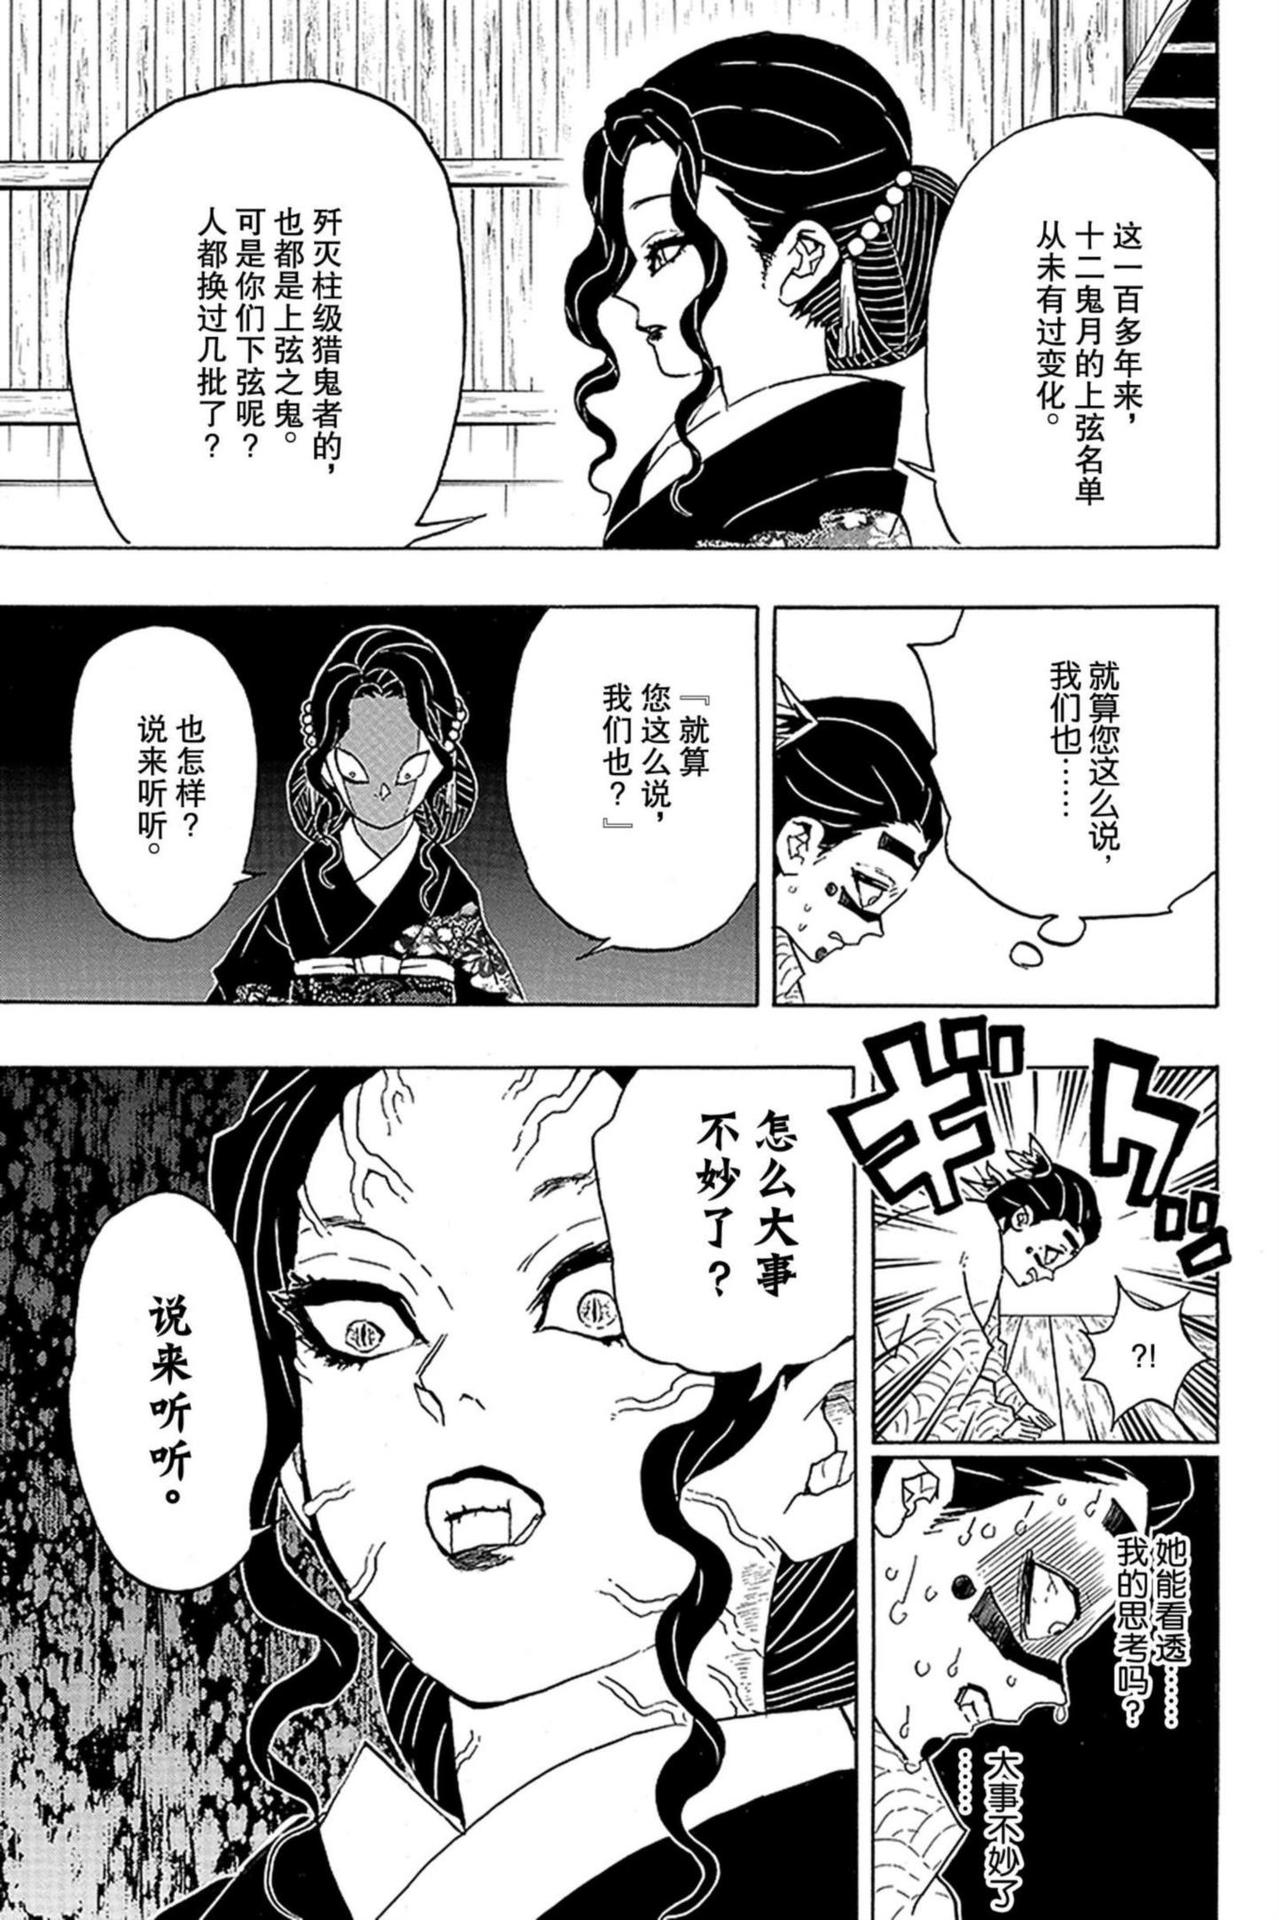 这一百多年来，
十二鬼月的上弦名单
从未有过变化。
歼灭柱级猎鬼者的，
也都是上弦之鬼。
可是你们下弦呢？
人都换过几批了？
就算您这么说，
我们也……
『就算
您这么说，
我们也？』
也怎样？
说来听听。
ギクッ
?!
她能看透……
我的思考吗？
大事不妙了
……
怎么大事
不妙了？
说来听听。